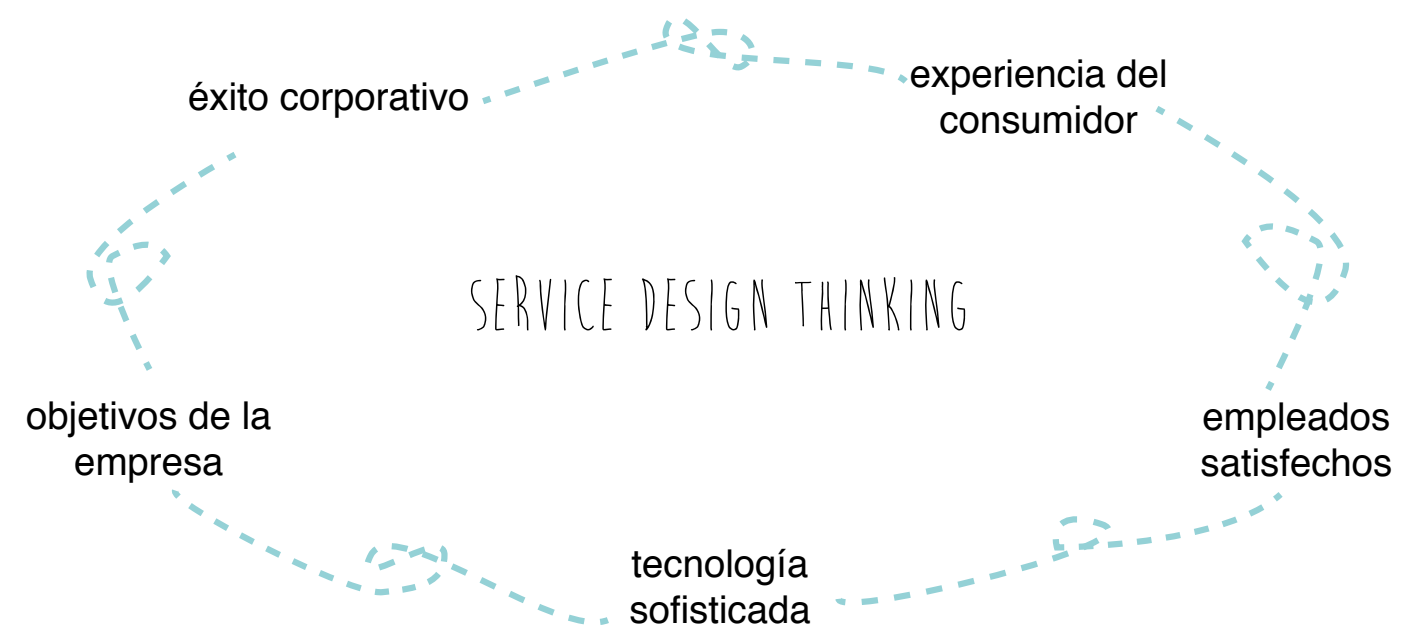 éxito corporativo
experiencia del
consumidor
SERVICE DESIGN THINKING
objetivos de la
empresa
empleados
satisfechos
tecnología
sofisticada